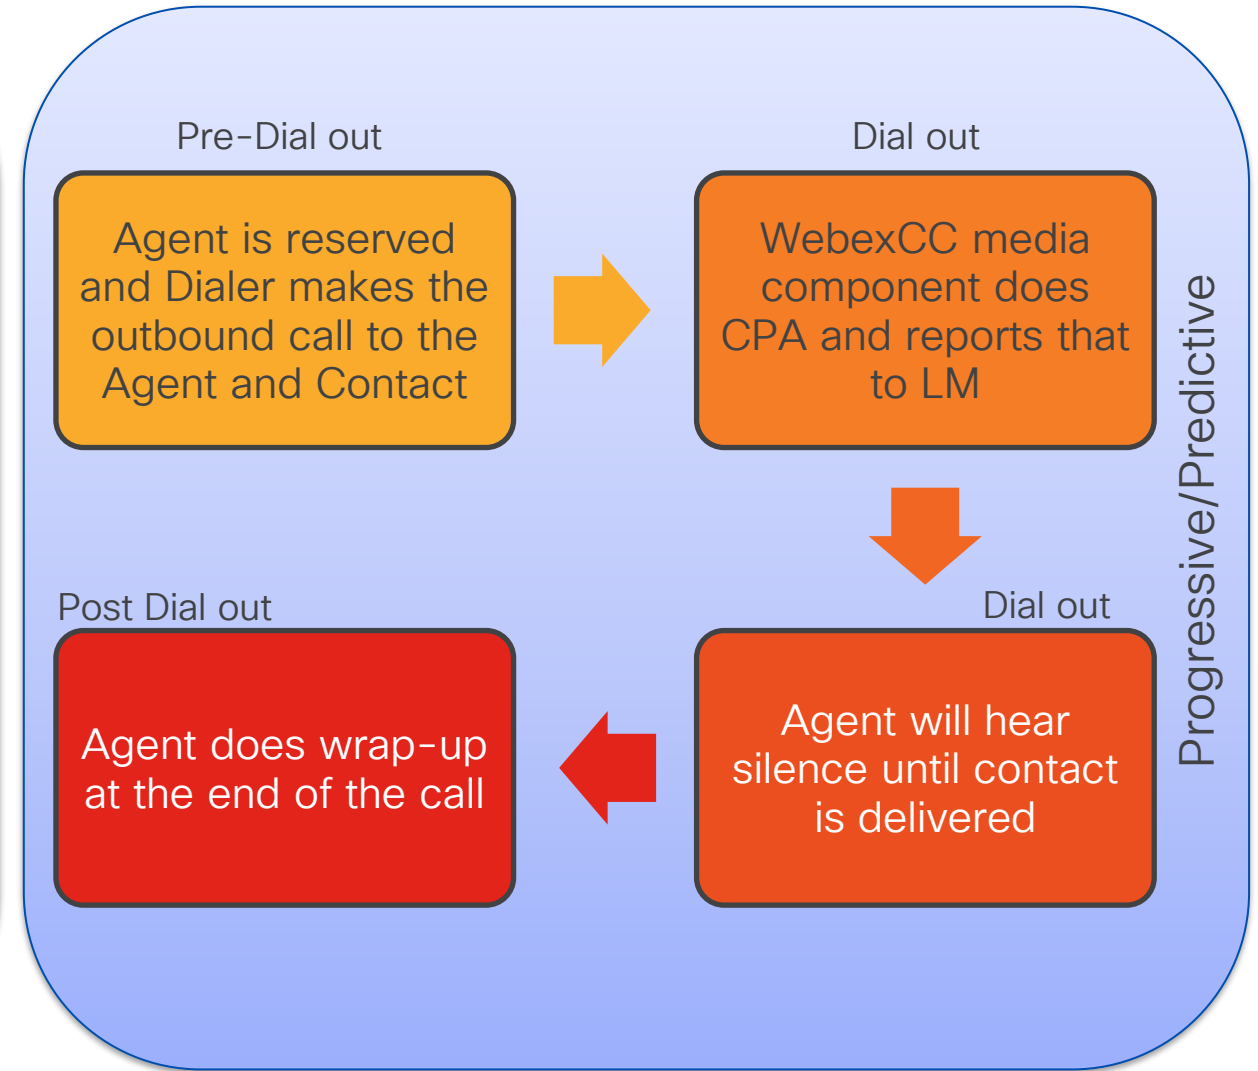 Pre-Dial out
Agent is reserved
and Dialer makes the
outbound call to the
Agent and Contact
Dial out
WebexCC media
component does
CPA and reports that
to LM
Dial out
Agent will hear
silence until contact
is delivered
Post Dial out
Agent does wrap-up
at the end of the call
Progressive/Predictive